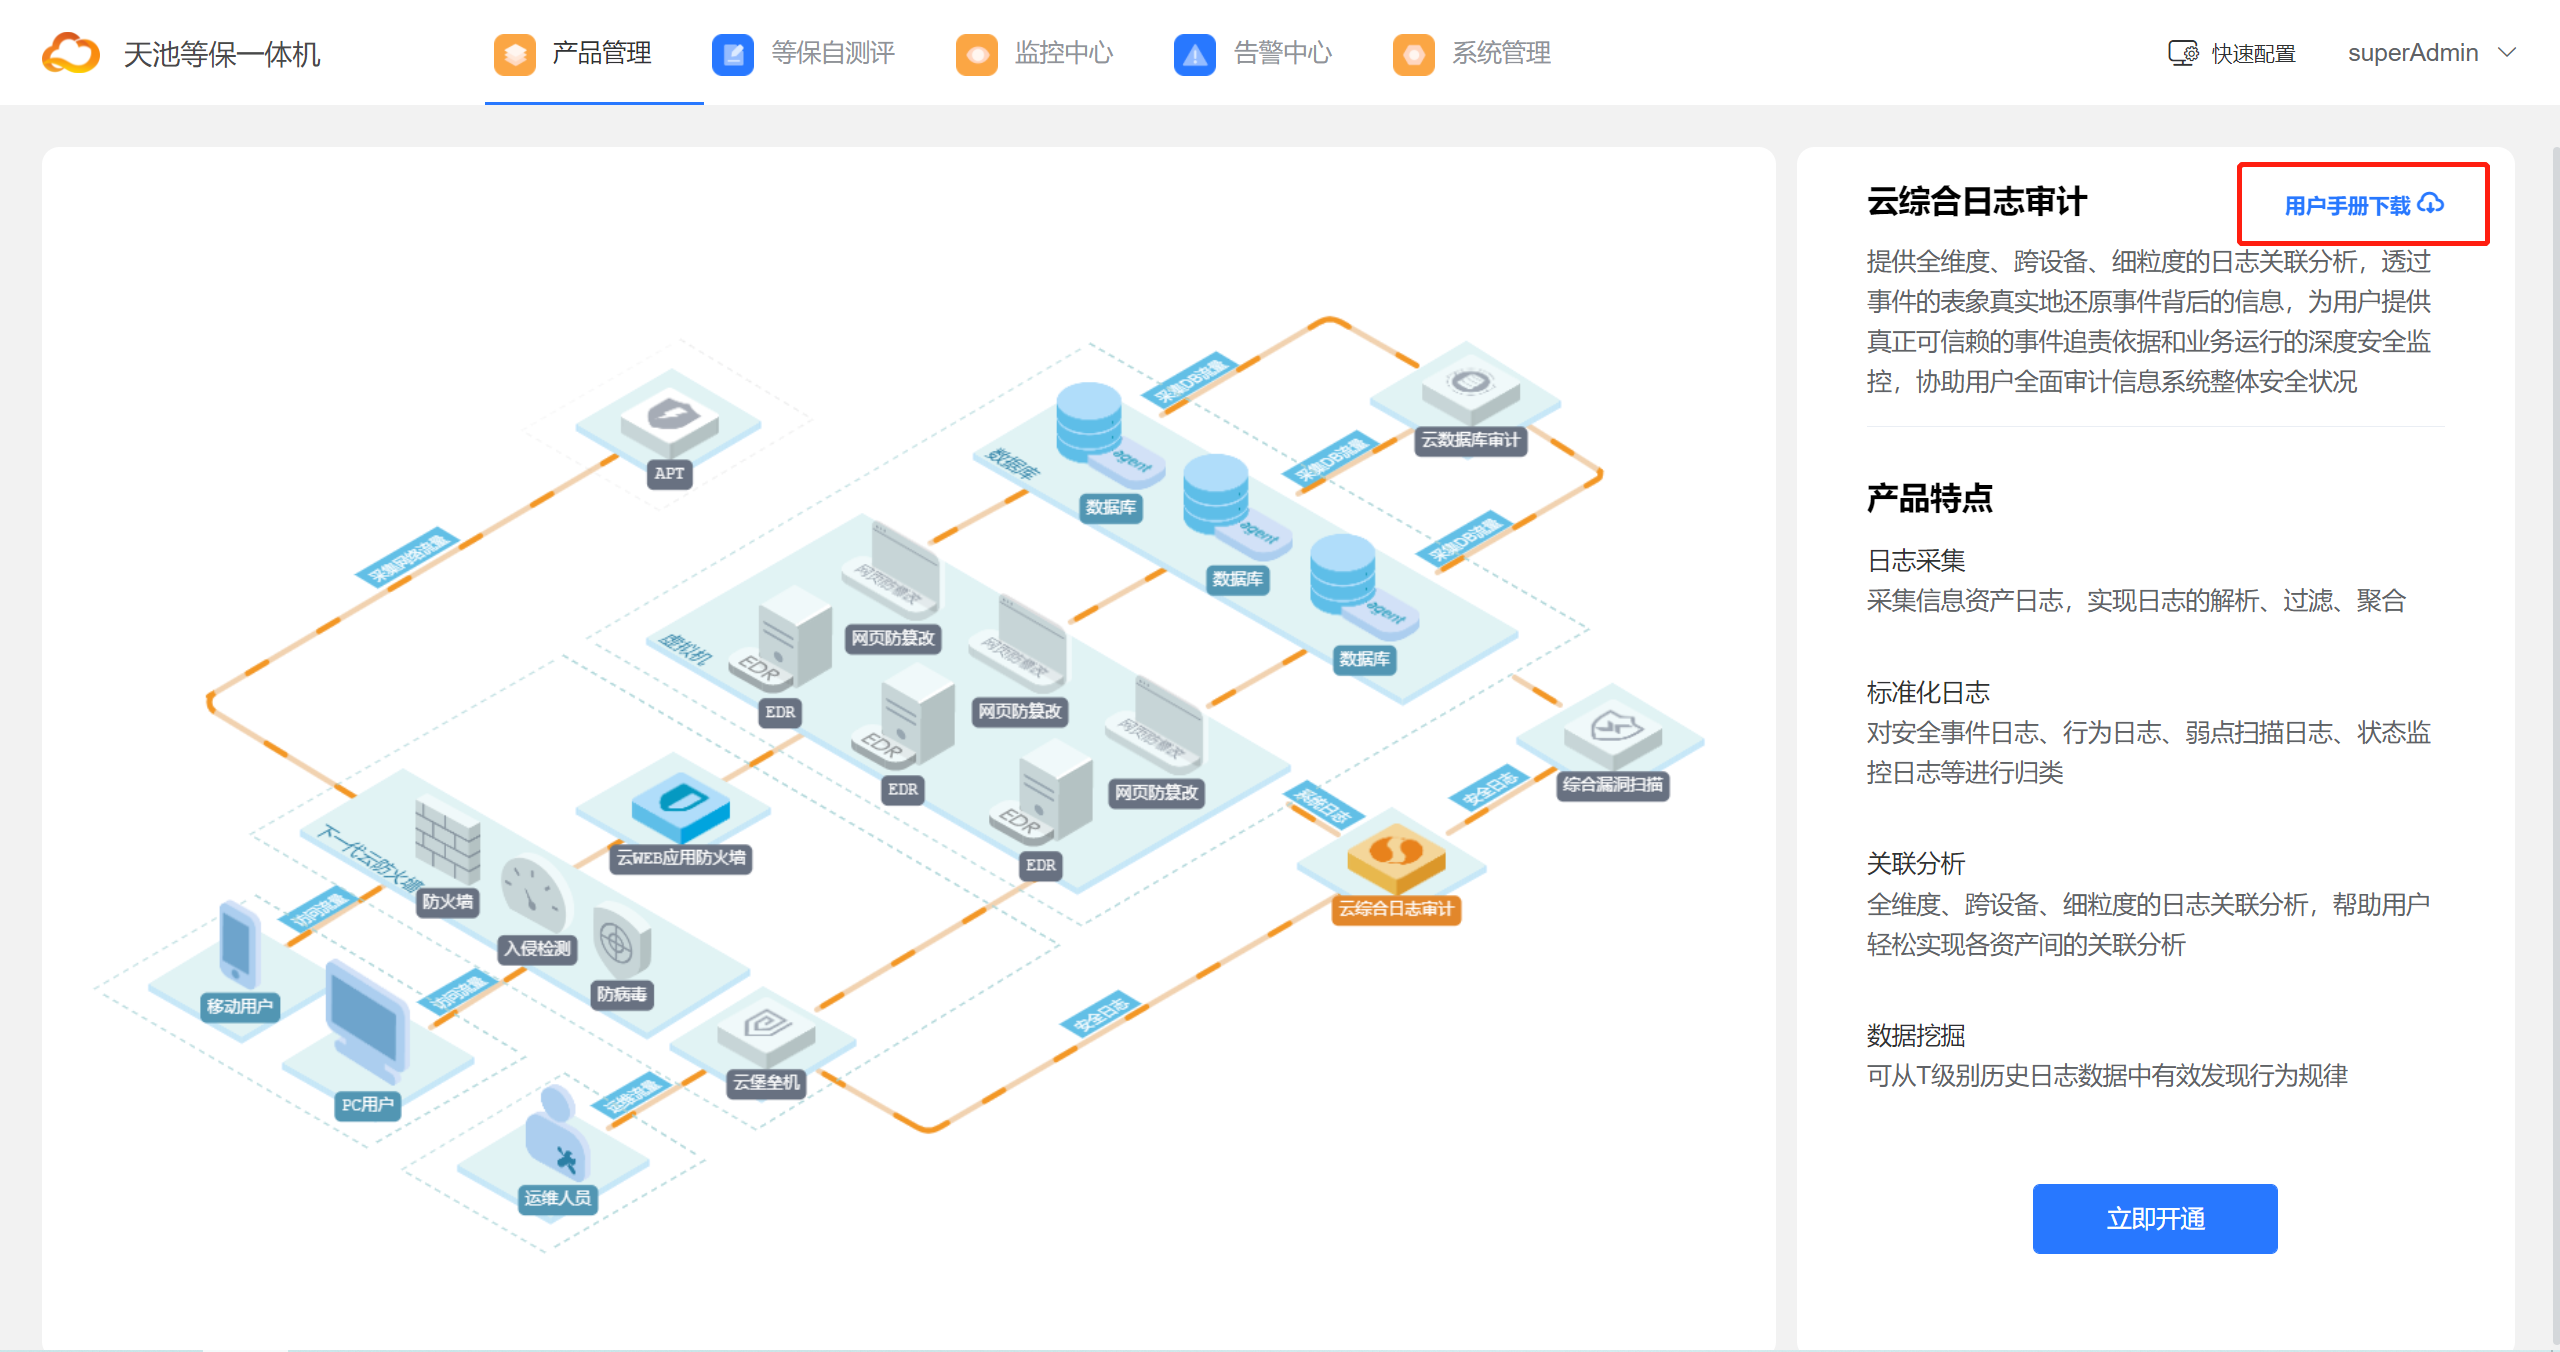 天池等保一体机
产品管理
等保自测评
监控中心
告警中心
系统管理
快速配置
superAdmin
采集DB流量
云数据库审计
采集DB流量
采集DB流量
APT
采集网络流量
数据库
agent
数据库
agent
数据库
agent
数据库
虚拟机
网页防篡改
网页防篡改
网页防篡改
网页防篡改
网页防篡改
网页防篡改
EDR
EDR
EDR
EDR
EDR
EDR
综合漏洞扫描
安全日志
系统日志
云综合日志审计
云WEB应用防火墙
下一代云防火墙
防火墙
入侵检测
防病毒
访问流量
访问流量
移动用户
PC用户
安全日志
云堡垒机
运维流量
运维人员
云综合日志审计
用户手册下载
提供全维度、跨设备、细粒度的日志关联分析，透过
事件的表象真实地还原事件背后的信息，为用户提供
真正可信赖的事件追责依据和业务运行的深度安全监
控，协助用户全面审计信息系统整体安全状况
产品特点
日志采集
采集信息资产日志，实现日志的解析、过滤、聚合
标准化日志
对安全事件日志、行为日志、弱点扫描日志、状态监
控日志等进行归类
关联分析
全维度、跨设备、细粒度的日志关联分析，帮助用户
轻松实现各资产间的关联分析
数据挖掘
可从T级别历史日志数据中有效发现行为规律
立即开通